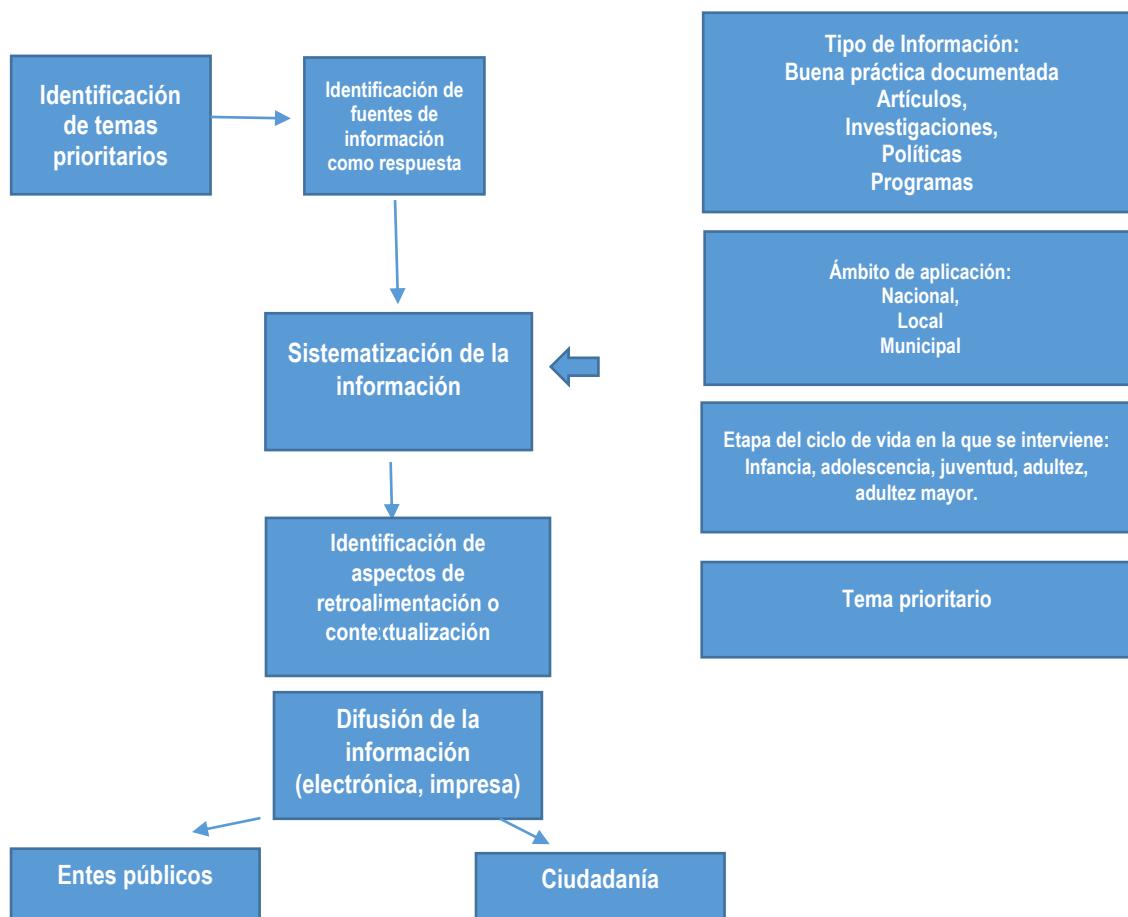 Identificación
de temas
prioritarios
Identificación de
fuentes de
información
como respuesta
Sistematización de la
información
Identificación de
aspectos de
retroalimentación o
contextualización
Difusión de la
información
(electrónica, impresa)
Entes públicos
Ciudadanía
Tipo de Información:
Buena práctica documentada
Artículos,
Investigaciones,
Políticas
Programas
Ámbito de aplicación:
Nacional,
Local
Municipal
Etapa del ciclo de vida en la que se interviene:
Infancia, adolescencia, juventud, adultez,
adultez mayor.
Tema prioritario